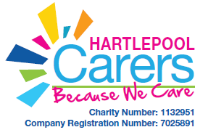 HARTLEPOOL
Carers
Because We Care
Charity Number: 1132951
Company Registration Number: 7025891